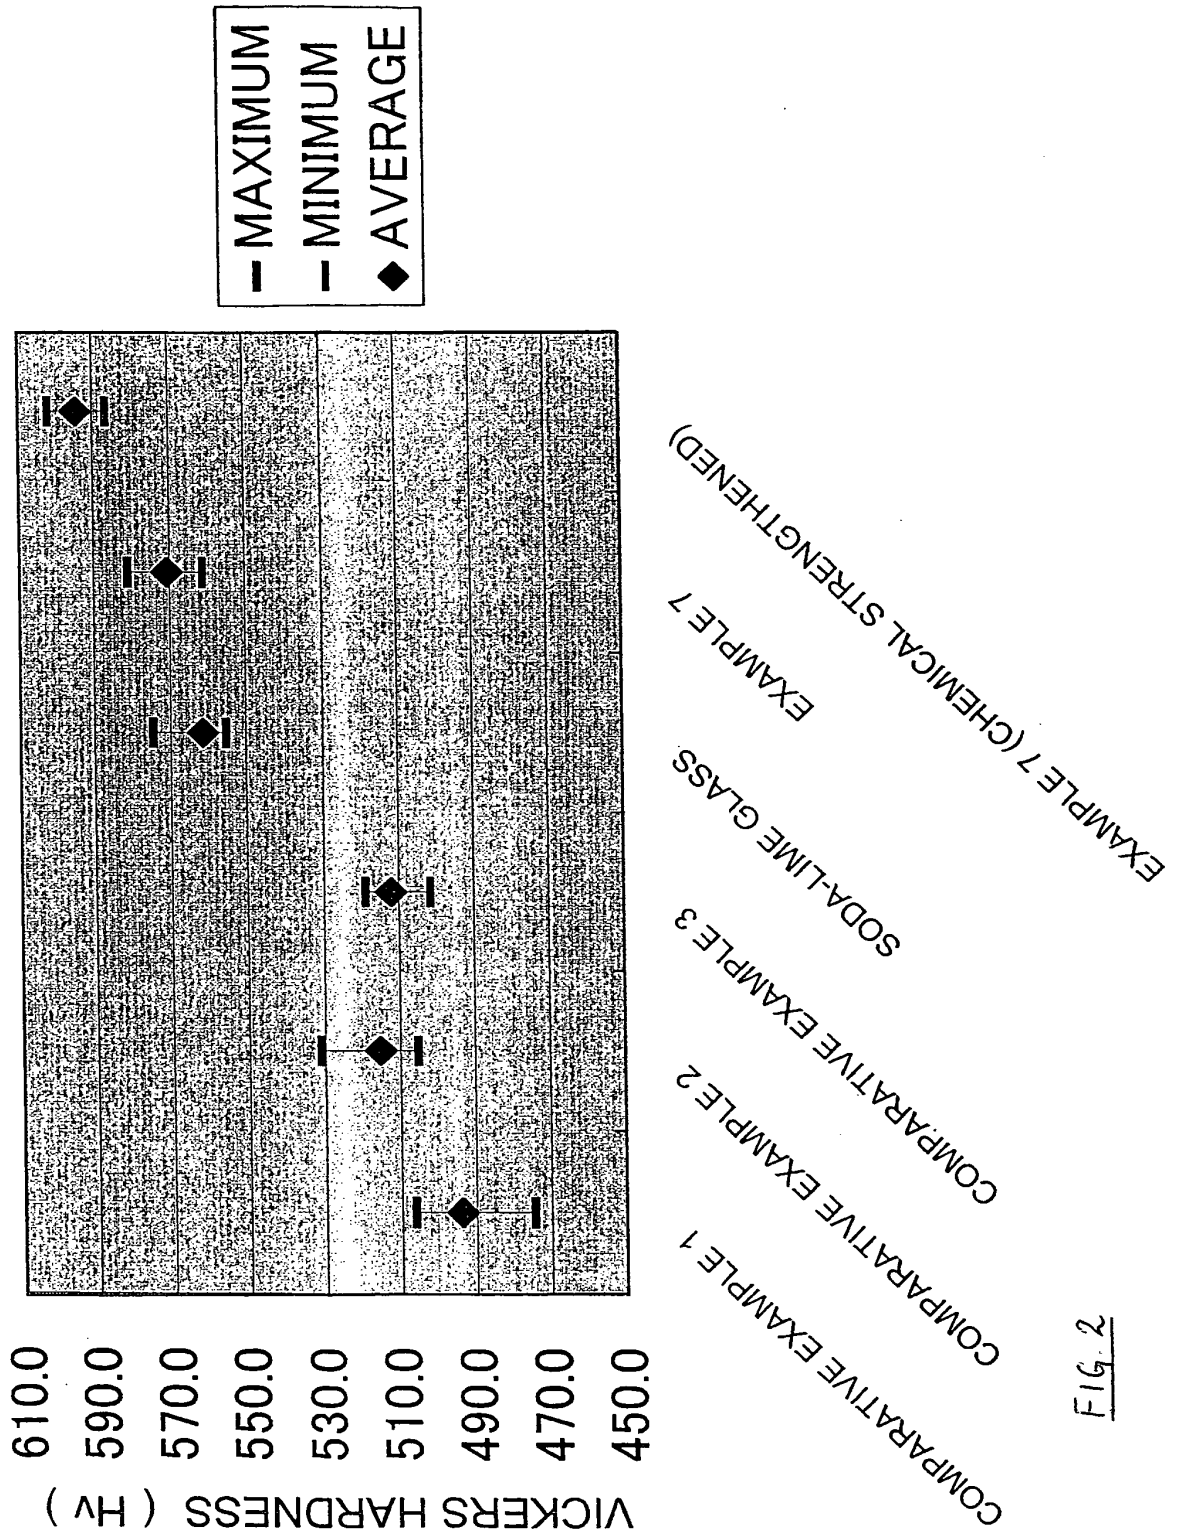 VICKERS HARDNESS ( Hv )
610.0
590.0
570.0
550.0
530.0
510.0
490.0
470.0
450.0
COMPARATIVE EXAMPLE 1
COMPARATIVE EXAMPLE 2
COMPARATIVE EXAMPLE 3
SODA-LIME GLASS
EXAMPLE 7
EXAMPLE 7 (CHEMICAL STRENGTHENED)
MAXIMUM
MINIMUM
AVERAGE
FIG. 2